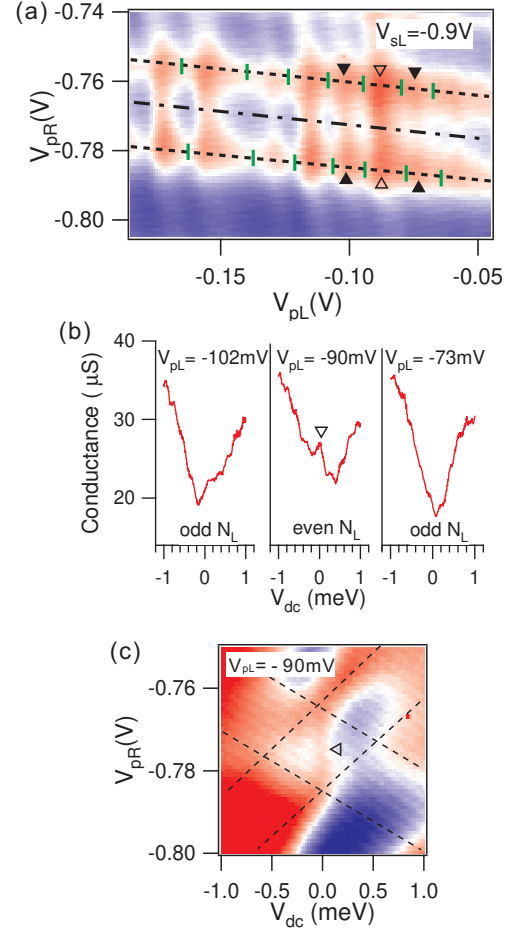 (a)
V_sL=-0.9V
-0.74
-0.76
-0.78
-0.80
V_pR(V)
-0.15
-0.10
-0.05
V_pL(V)
(b)
40
30
20
Conductance ( μS)
V_pL= -102mV
V_pL= -90mV
V_pL= -73mV
odd N_L
even N_L
odd N_L
-1
0
1
-1
0
1
-1
0
1
V_dc (meV)
(c)
V_pL= - 90mV
-0.76
-0.78
-0.80
V_pR(V)
-1.0
-0.5
0.0
0.5
1.0
V_dc (meV)